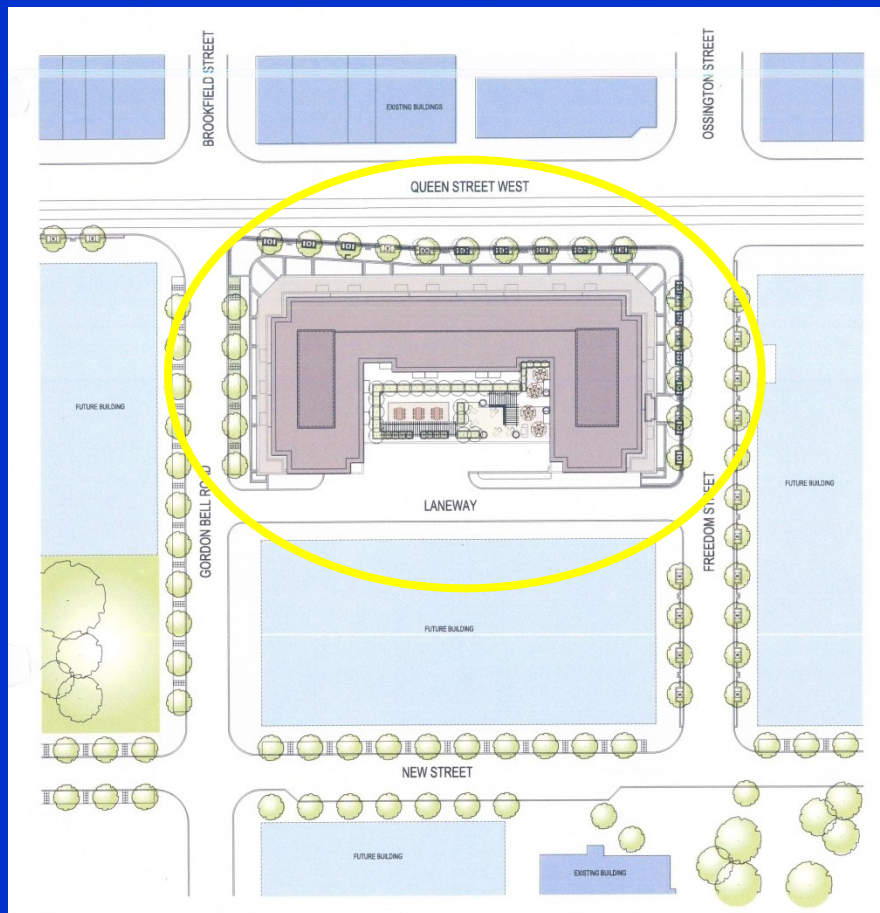 BROOKFIELD STREET
OSSINGTON STREET
EXISTING BUILDINGS
QUEEN STREET WEST
FUTURE BUILDING
GORDON BELL ROAD
LANEWAY
FREEDOM STREET
FUTURE BUILDING
FUTURE BUILDING
NEW STREET
FUTURE BUILDING
EXISTING BUILDING